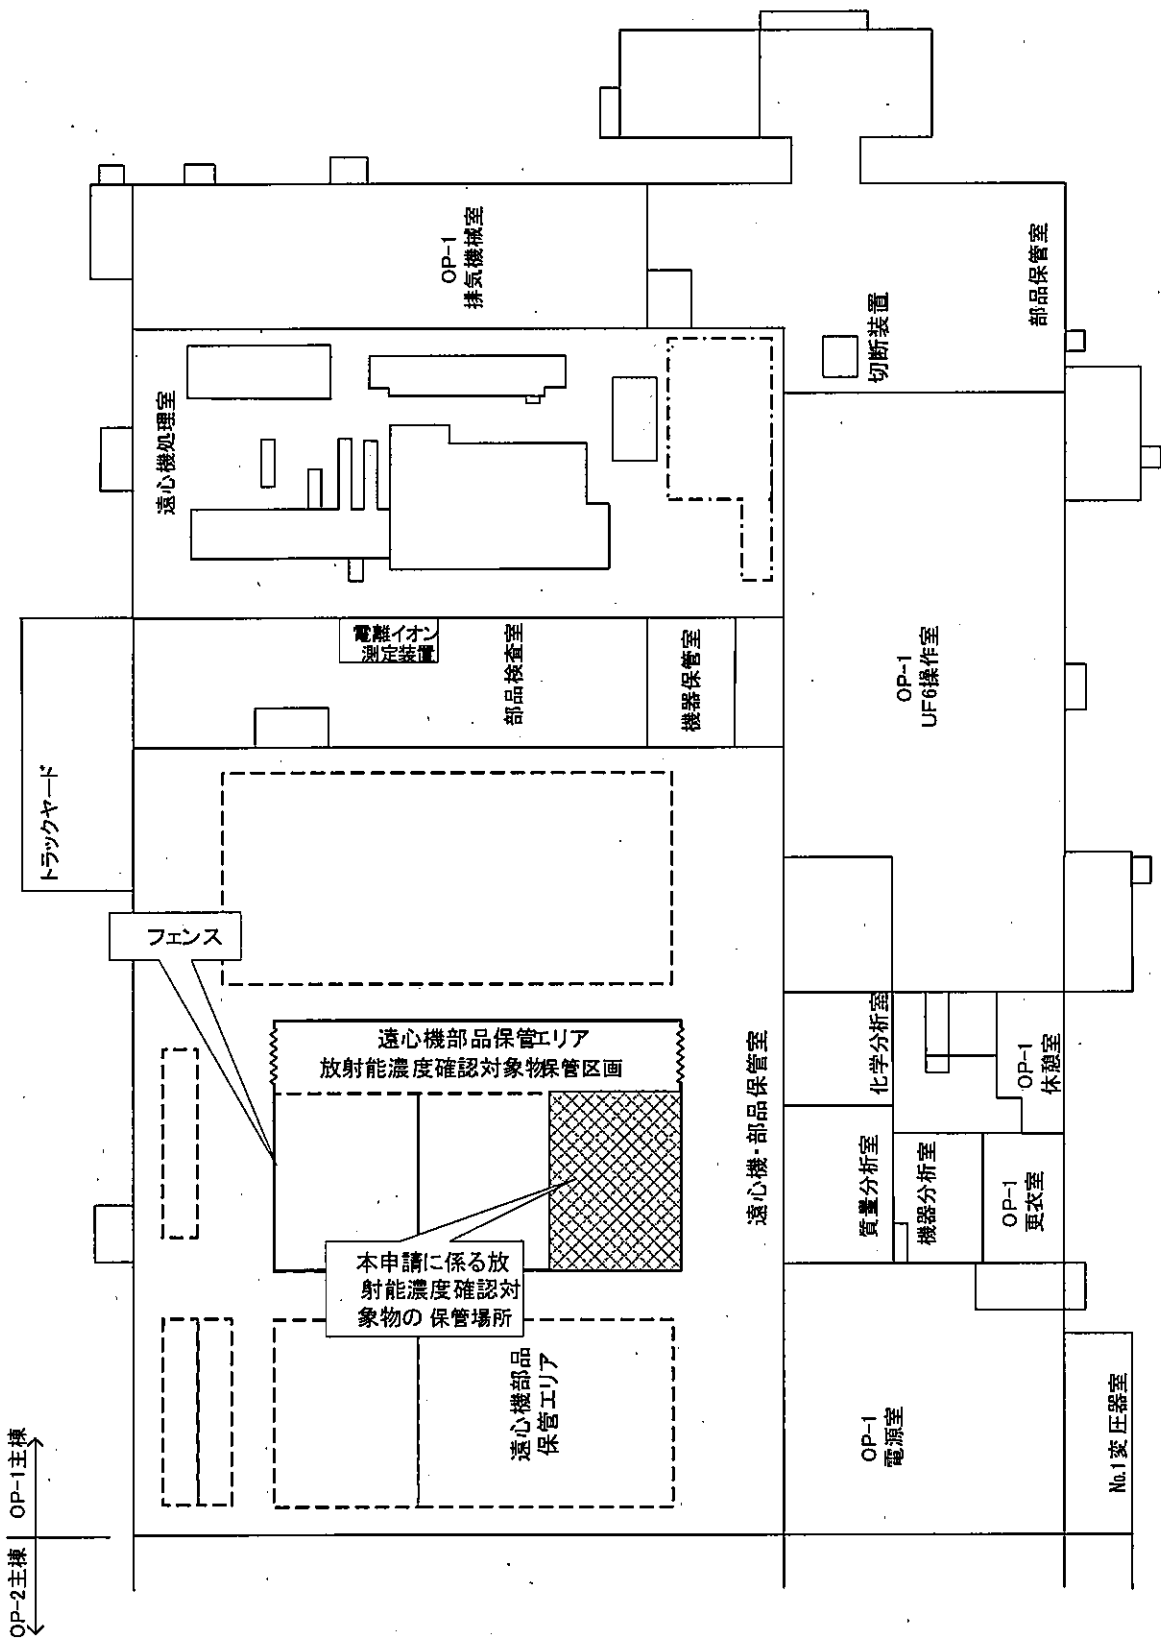 OP-1
排気機械室
部品保管室
切断装置
遠心機処理室
電離イオン
測定装置
部品検査室
機器保管室
OP-1
UF6操作室
トラックヤード
フェンス
遠心機部品保管エリア
放射能濃度確認対象物保管区画
遠心機・部品保管室
化学分析室
OP-1
休憩室
質量分析室
機器分析室
OP-1
更衣室
本申請に係る放
射能濃度確認対
象物の保管場所
遠心機部品
保管エリア
OP-1
電源室
No.1変圧器室
OP-1主棟
OP-2主棟